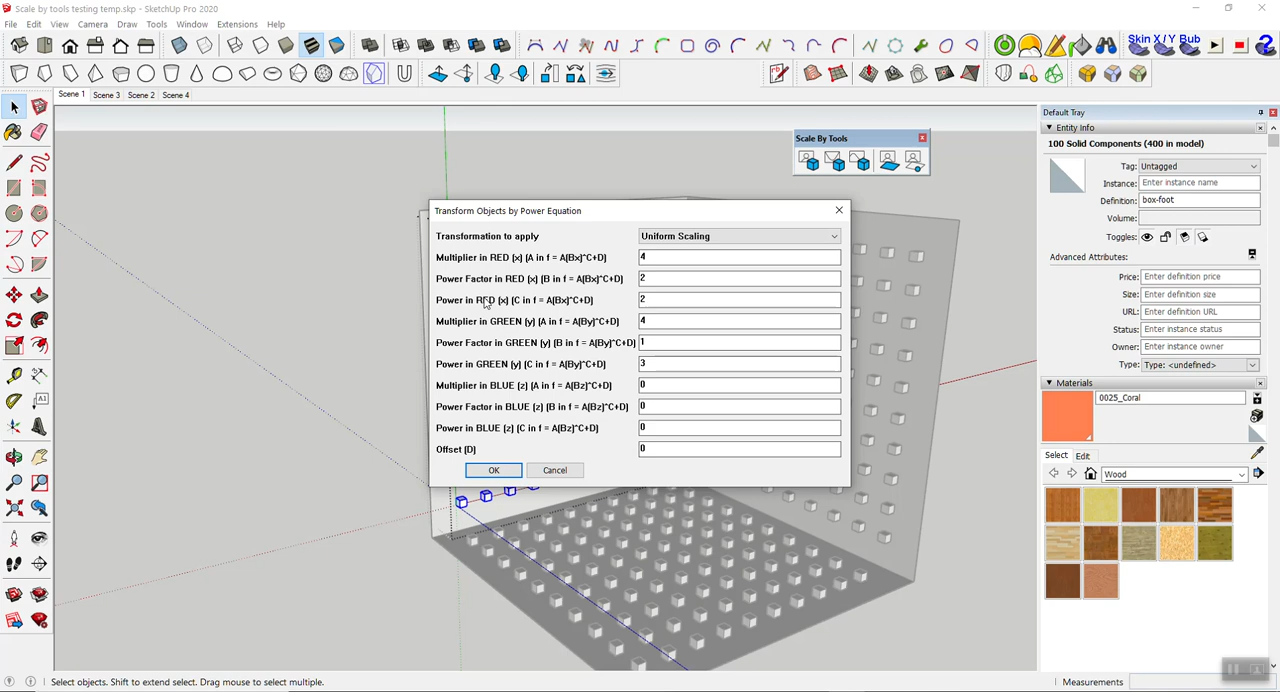 Scale by tools testing temp.skp - SketchUp Pro 2020
File Edit View Camera Draw Tools Window Extensions Help
Skin X / Y Bub
Scene 1 Scene 3 Scene 2 Scene 4
Default Tray
Entity Info
100 Solid Components (400 in model)
Tag: Untagged
Instance: Enter instance name
Definition: box-foot
Volume:
Toggles:
Advanced Attributes:
Price: Enter definition price
Size: Enter definition size
URL: Enter definition URL
Status: Enter instance status
Owner: Enter instance owner
Type: Type: <undefined>
Materials
0025_Coral
Select Edit
Wood
Scale By Tools
Transform Objects by Power Equation
Transformation to apply Uniform Scaling
Multiplier in RED (x) (A in f = A(Bx)^C+D) 4
Power Factor in RED (x) (B in f = A(Bx)^C+D) 2
Power in RED (x) (C in f = A(Bx)^C+D) 2
Multiplier in GREEN (y) (A in f = A(By)^C+D) 4
Power Factor in GREEN (y) (B in f = A(By)^C+D) 1
Power in GREEN (y) (C in f = A(By)^C+D) 3
Multiplier in BLUE (z) (A in f = A(Bz)^C+D) 0
Power Factor in BLUE (z) (B in f = A(Bz)^C+D) 0
Power in BLUE (z) (C in f = A(Bz)^C+D) 0
Offset (D) 0
OK Cancel
Select objects. Shift to extend select. Drag mouse to select multiple.
Measurements